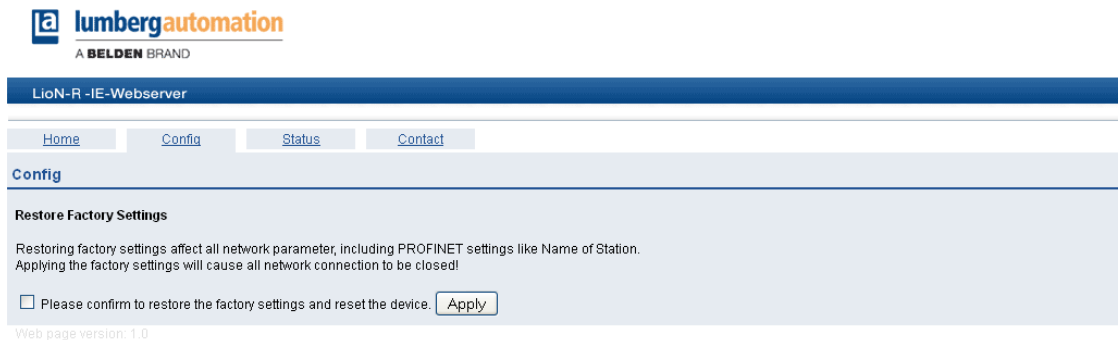 la lumbergautomation
A BELDEN BRAND
LioN-R -IE-Webserver
Home Config Status Contact
Config
Restore Factory Settings
Restoring factory settings affect all network parameter, including PROFINET settings like Name of Station.
Applying the factory settings will cause all network connection to be closed!
Please confirm to restore the factory settings and reset the device. Apply
Web page version: 1.0